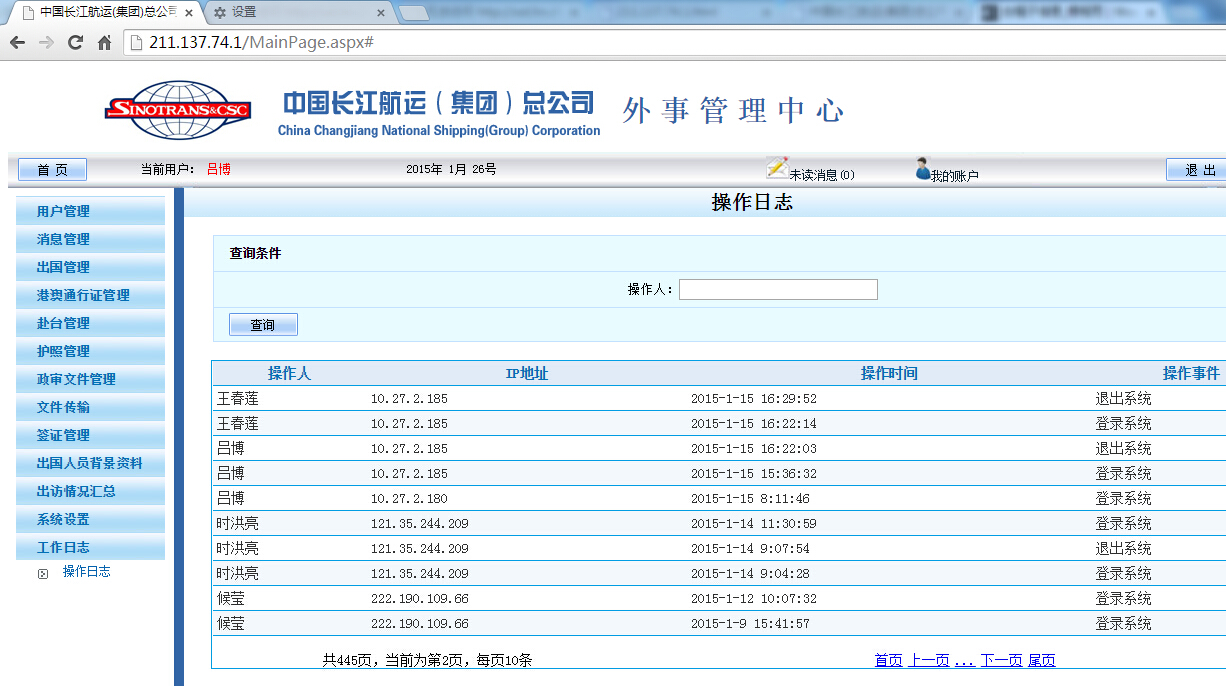 中国长江航运(集团)总公司
设置
211.137.74.1/MainPage.aspx#
SINOTRANS&CSC
中国长江航运(集团)总公司
China Changjiang National Shipping(Group) Corporation
外事管理中心
首 页 当前用户: 吕博 2015年 1月 26号 未读消息(0) 我的账户 退 出
用户管理
消息管理
出国管理
港澳通行证管理
赴台管理
护照管理
政审文件管理
文件传输
签证管理
出国人员背景资料
出访情况汇总
系统设置
工作日志
操作日志
操作日志
查询条件
操作人:
查询
操作人 IP地址 操作时间 操作事件
王春莲 10.27.2.185 2015-1-15 16:29:52 退出系统
王春莲 10.27.2.185 2015-1-15 16:22:14 登录系统
吕博 10.27.2.185 2015-1-15 16:22:03 退出系统
吕博 10.27.2.185 2015-1-15 15:36:32 登录系统
吕博 10.27.2.180 2015-1-15 8:11:46 登录系统
时洪亮 121.35.244.209 2015-1-14 11:30:59 登录系统
时洪亮 121.35.244.209 2015-1-14 9:07:54 退出系统
时洪亮 121.35.244.209 2015-1-14 9:04:28 登录系统
候莹 222.190.109.66 2015-1-12 10:07:32 登录系统
候莹 222.190.109.66 2015-1-9 15:41:57 登录系统
共445页，当前为第2页，每页10条 首页 上一页 ... 下一页 尾页